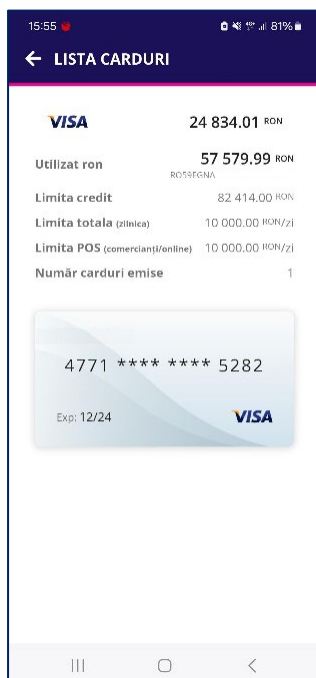 15:55 81%
LISTA CARDURI
VISA 24 834.01 RON
Utilizat ron 57 579.99 RON
RO59EGNA
Limita credit 82 414.00 RON
Limita totala (zilnica) 10 000.00 RON/zi
Limita POS (comercianți/online) 10 000.00 RON/zi
Număr carduri emise 1
4771 **** **** 5282
Exp: 12/24 VISA